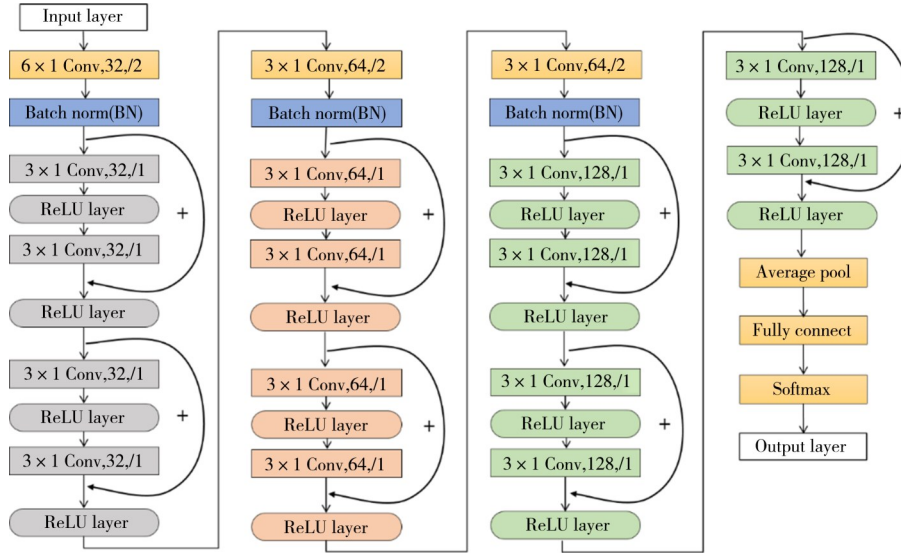 Input layer
6 × 1 Conv,32,/2
Batch norm(BN)
3 × 1 Conv,32,/1
ReLU layer
+
3 × 1 Conv,32,/1
ReLU layer
3 × 1 Conv,32,/1
ReLU layer
+
3 × 1 Conv,32,/1
ReLU layer
3 × 1 Conv,64,/2
Batch norm(BN)
3 × 1 Conv,64,/1
ReLU layer
+
3 × 1 Conv,64,/1
ReLU layer
3 × 1 Conv,64,/1
ReLU layer
+
3 × 1 Conv,64,/1
ReLU layer
3 × 1 Conv,64,/2
Batch norm(BN)
3 × 1 Conv,128,/1
ReLU layer
+
3 × 1 Conv,128,/1
ReLU layer
3 × 1 Conv,128,/1
ReLU layer
+
3 × 1 Conv,128,/1
ReLU layer
3 × 1 Conv,128,/1
ReLU layer
+
3 × 1 Conv,128,/1
ReLU layer
Average pool
Fully connect
Softmax
Output layer